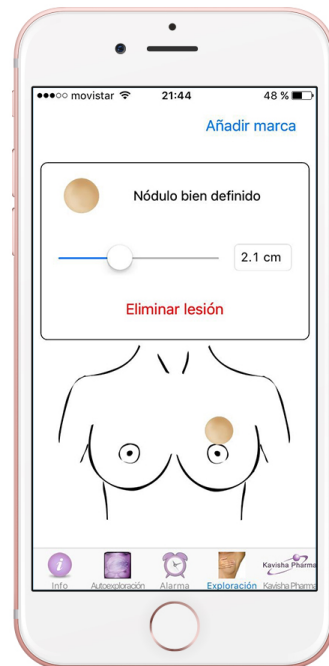 movistar 21:44 48 %
Añadir marca
Nódulo bien definido
2.1 cm
Eliminar lesión
Kavisha Pharma
Info Autoexploración Alarma Exploración Kavisha Pharma